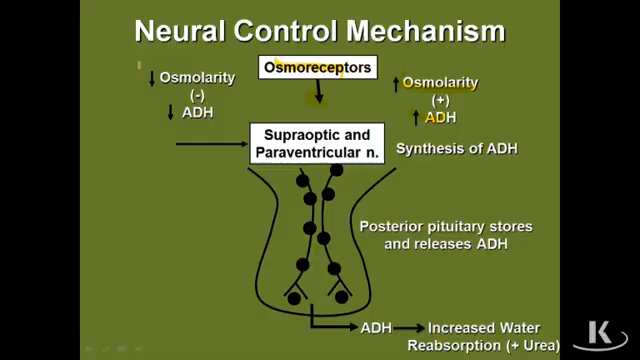 Neural Control Mechanism
Osmoreceptors
↓ Osmolarity
(-)
↓ ADH
↑ Osmolarity
(+)
↑ ADH
Supraoptic and
Paraventricular n.
Synthesis of ADH
Posterior pituitary stores
and releases ADH
ADH → Increased Water
Reabsorption (+ Urea)
K